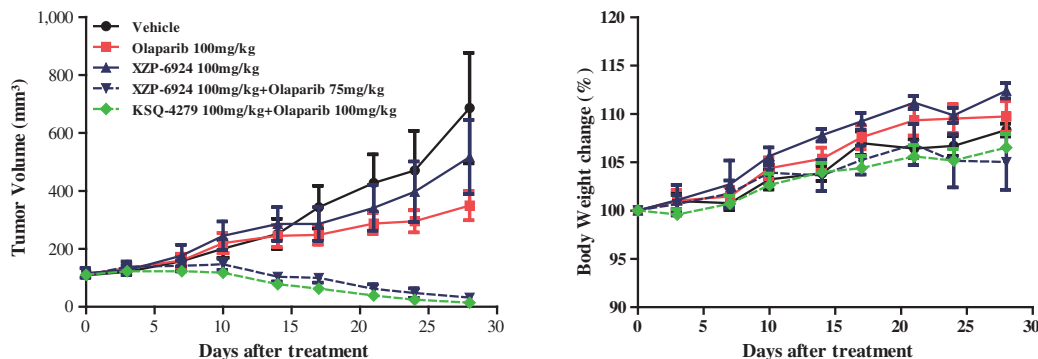 1,000
800
600
400
200
0
Tumor Volume (mm³)
Vehicle
Olaparib 100mg/kg
XZP-6924 100mg/kg
XZP-6924 100mg/kg+Olaparib 75mg/kg
KSQ-4279 100mg/kg+Olaparib 100mg/kg
0 5 10 15 20 25 30
Days after treatment
120
115
110
105
100
95
90
Body Weight change (%)
0 5 10 15 20 25 30
Days after treatment